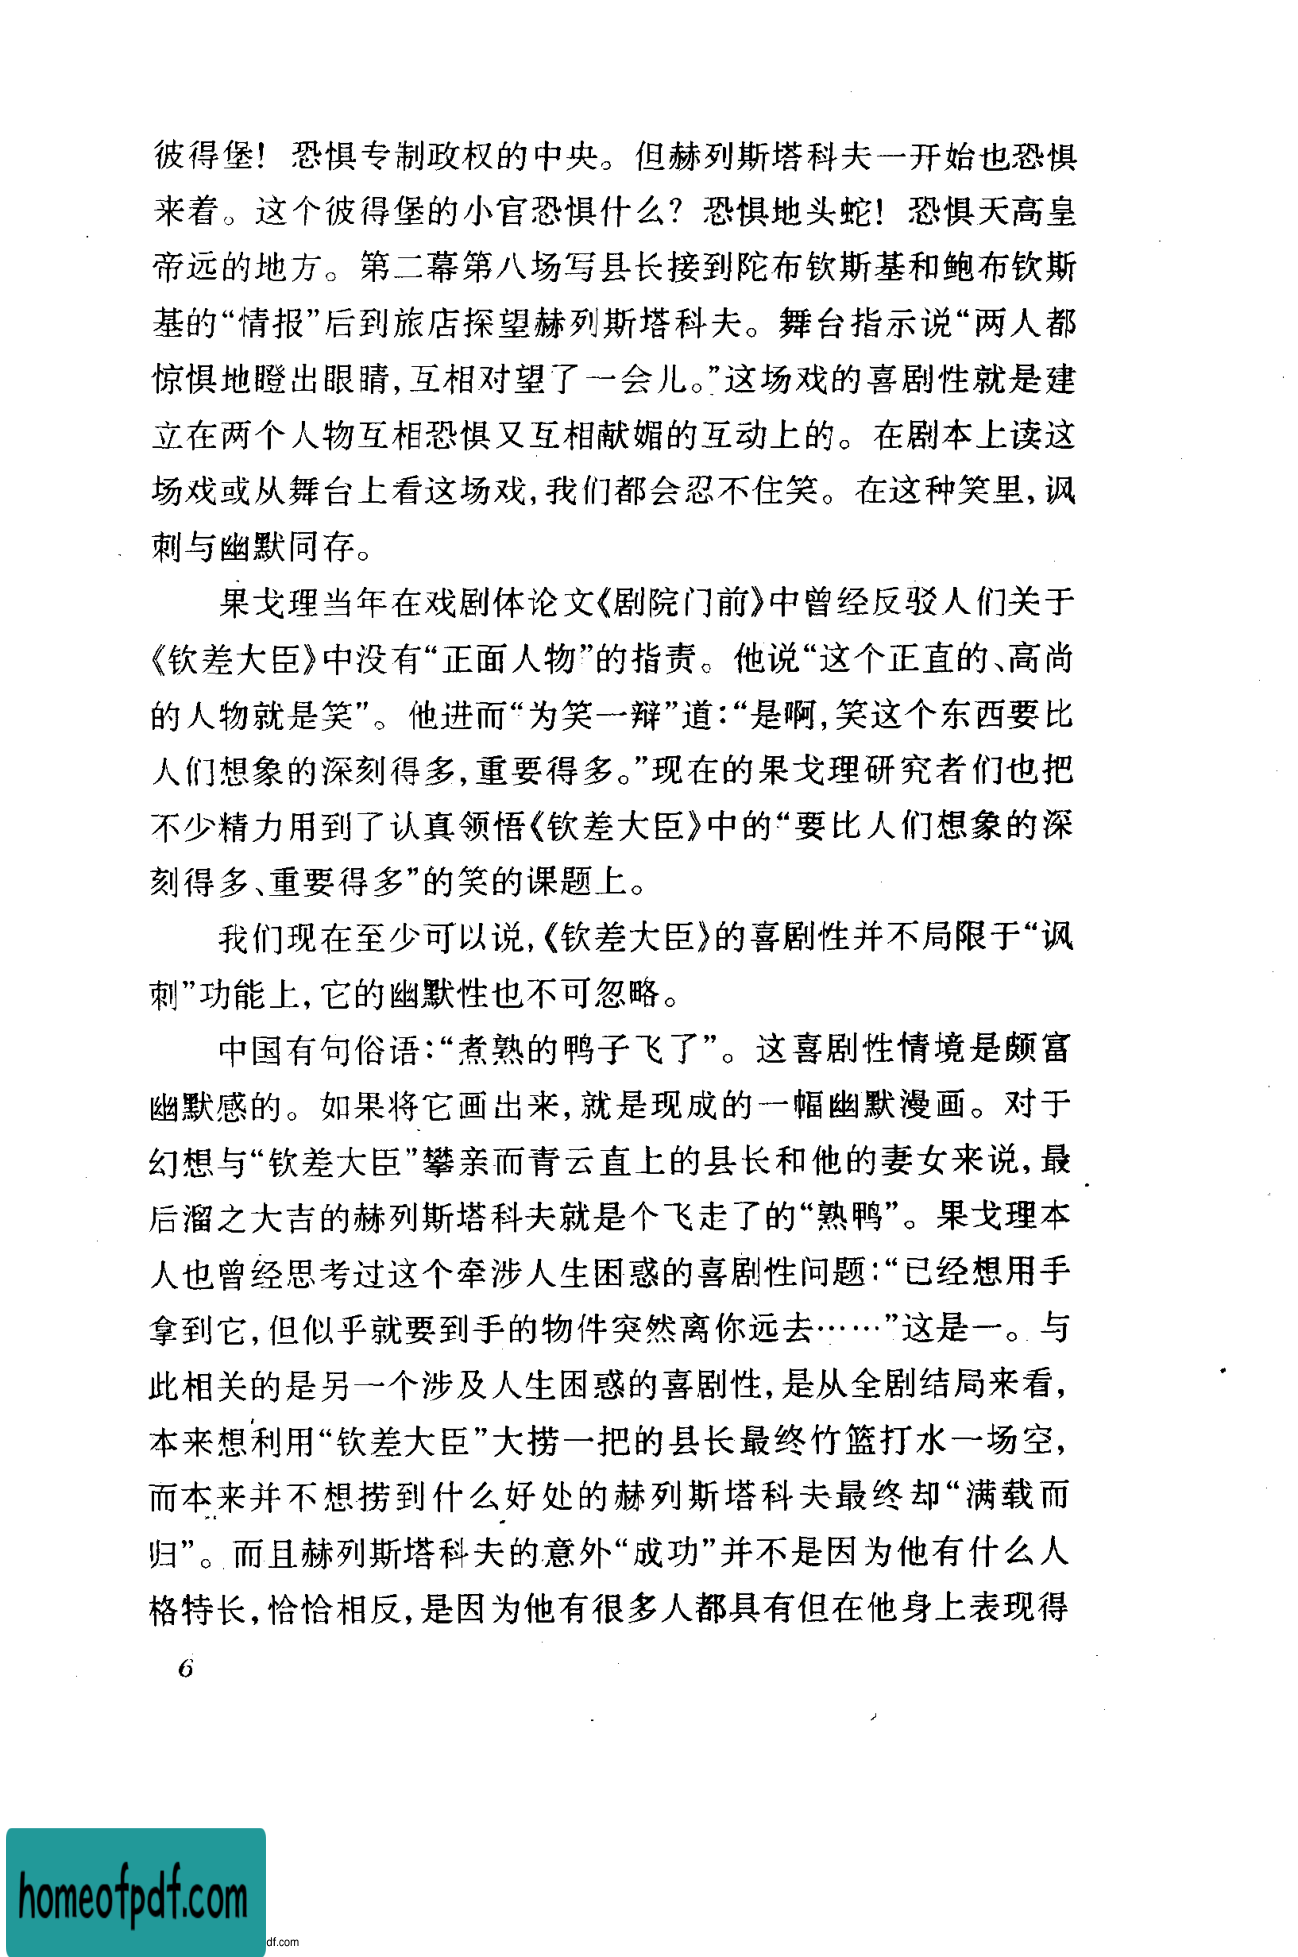 彼得堡！恐惧专制政权的中央。但赫列斯塔科夫一开始也恐惧
来着。这个彼得堡的小官恐惧什么？恐惧地头蛇！恐惧天高皇
帝远的地方。第二幕第八场写县长接到陀布钦斯基和鲍布钦斯
基的“情报”后到旅店探望赫列斯塔科夫。舞台指示说“两人都
惊惧地瞪出眼睛，互相对望了一会儿。”这场戏的喜剧性就是建
立在两个人物互相恐惧又互相献媚的互动上的。在剧本上读这
场戏或从舞台上看这场戏，我们都会忍不住笑。在这种笑里，讽
刺与幽默同存。
果戈理当年在戏剧体论文《剧院门前》中曾经反驳人们关于
《钦差大臣》中没有“正面人物”的指责。他说“这个正直的、高尚
的人物就是笑”。他进而“为笑一辩”道：“是啊，笑这个东西要比
人们想象的深刻得多，重要得多。”现在的果戈理研究者们也把
不少精力用到了认真领悟《钦差大臣》中的“要比人们想象的深
刻得多、重要得多”的笑的课题上。
我们现在至少可以说，《钦差大臣》的喜剧性并不局限于“讽
刺”功能上，它的幽默性也不可忽略。
中国有句俗语：“煮熟的鸭子飞了”。这喜剧性情境是颇富
幽默感的。如果将它画出来，就是现成的一幅幽默漫画。对于
幻想与“钦差大臣”攀亲而青云直上的县长和他的妻女来说，最
后溜之大吉的赫列斯塔科夫就是个飞走了的“熟鸭”。果戈理本
人也曾经思考过这个牵涉人生困惑的喜剧性问题：“已经想用手
拿到它，但似乎就要到手的物件突然离你远去……”这是一。与
此相关的是另一个涉及人生困惑的喜剧性，是从全剧结局来看，
本来想利用“钦差大臣”大捞一把的县长最终竹篮打水一场空，
而本来并不想捞到什么好处的赫列斯塔科夫最终却“满载而
归”。而且赫列斯塔科夫的意外“成功”并不是因为他有什么人
格特长，恰恰相反，是因为他有很多人都具有但在他身上表现得
6
homeofpdf.com
df.com